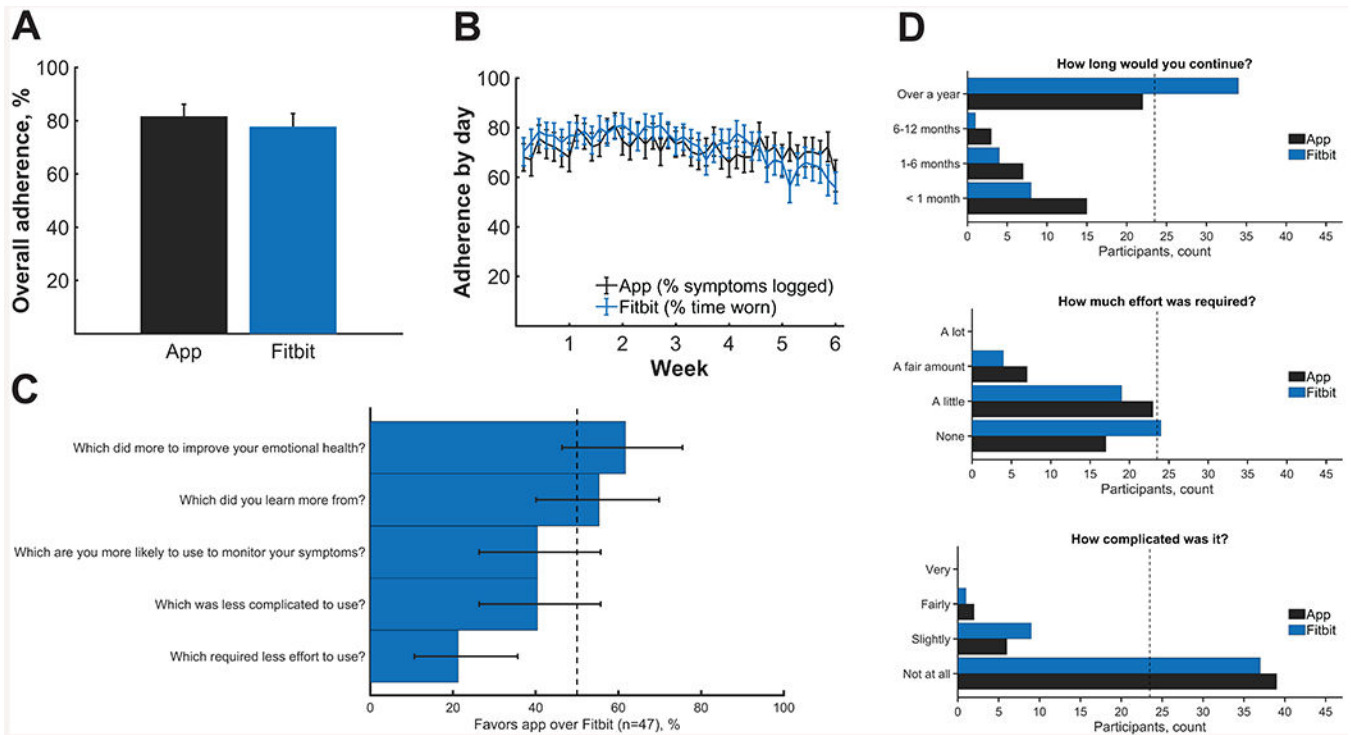 A
Overall adherence, %
100
80
60
40
20
App
Fitbit
B
Adherence by day
100
80
60
40
20
App (% symptoms logged)
Fitbit (% time worn)
1 2 3 4 5 6
Week
C
Which did more to improve your emotional health?
Which did you learn more from?
Which are you more likely to use to monitor your symptoms?
Which was less complicated to use?
Which required less effort to use?
0 20 40 60 80 100
Favors app over Fitbit (n=47), %
D
How long would you continue?
Over a year
6-12 months
1-6 months
< 1 month
App
Fitbit
0 5 10 15 20 25 30 35 40 45
Participants, count
How much effort was required?
A lot
A fair amount
A little
None
App
Fitbit
0 5 10 15 20 25 30 35 40 45
Participants, count
How complicated was it?
Very
Fairly
Slightly
Not at all
App
Fitbit
0 5 10 15 20 25 30 35 40 45
Participants, count